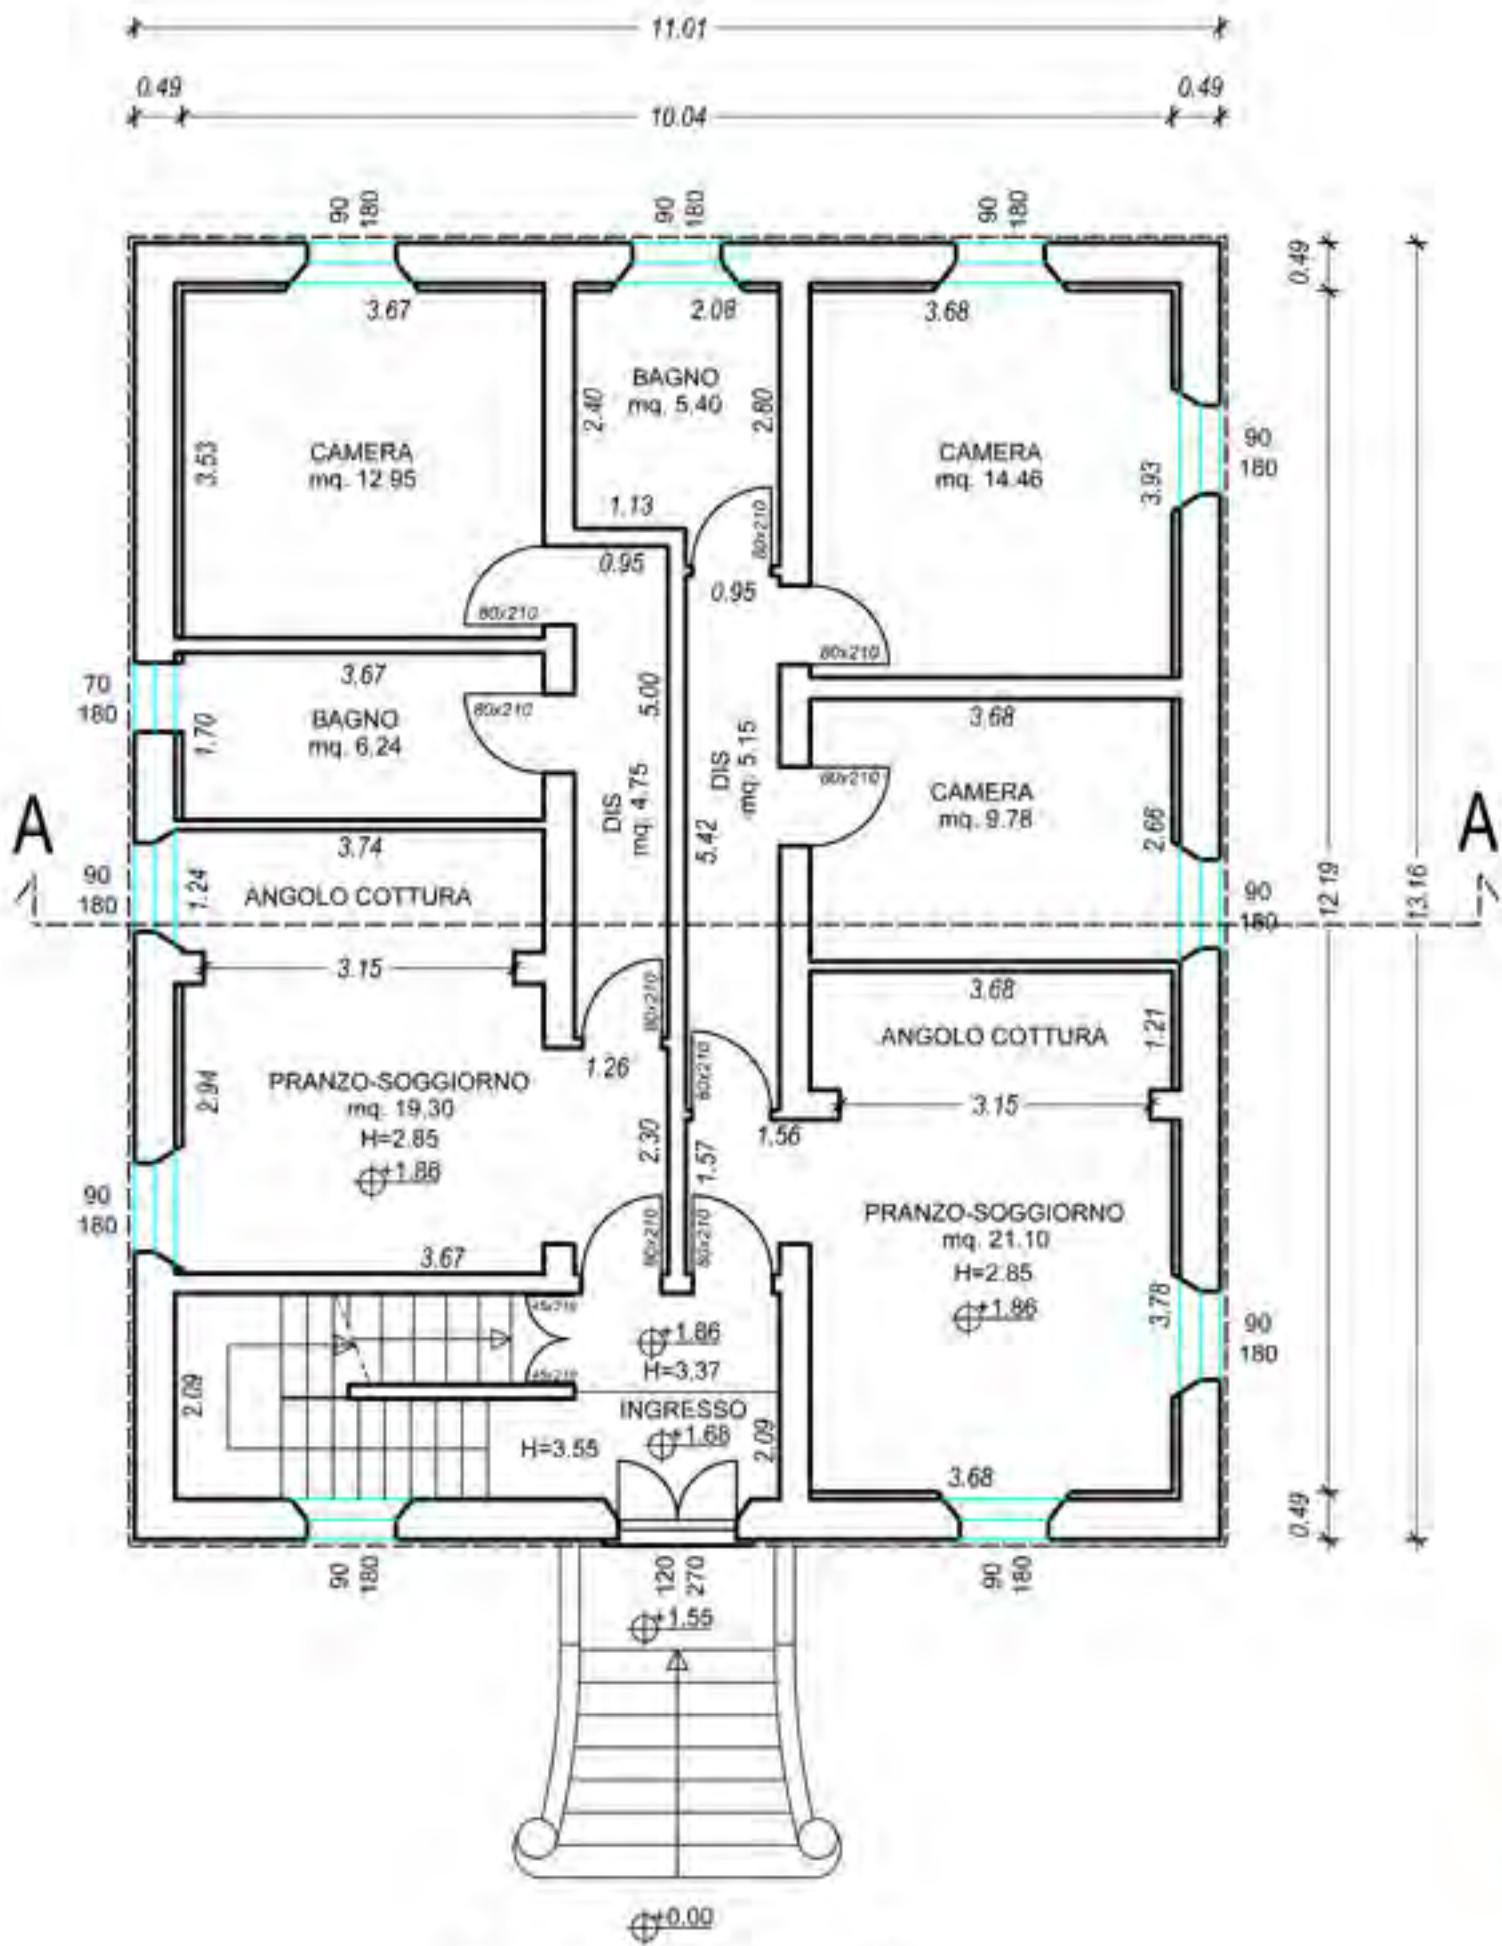 11.01
0.49
0.49
10.04
90
180
90
180
90
180
0.49
3.67
2.08
3.68
BAGNO
mq. 5.40
2.40
2.60
CAMERA
mq. 12.95
3.53
CAMERA
mq. 14.46
3.93
90
180
1.13
80x210
0.95
0.95
80x210
80x210
3.67
5.00
3.68
70
180
BAGNO
mq. 6.24
1.70
80x210
DIS
mq. 4.75
DIS
mq. 5.15
80x210
CAMERA
mq. 9.78
2.66
A
A
3.74
5.42
90
180
1.24
ANGOLO COTTURA
90
180
12.19
13.16
3.15
80x210
3.68
ANGOLO COTTURA
1.21
1.26
80x210
PRANZO-SOGGIORNO
mq. 19.30
H=2.85
+1.86
2.94
3.15
2.30
1.57
1.56
90
180
80x210
80x210
PRANZO-SOGGIORNO
mq. 21.10
H=2.85
+1.86
3.67
3.78
45x210
+1.86
H=3.37
90
180
45x210
2.09
INGRESSO
+1.68
H=3.55
2.09
3.68
0.49
90
180
120
270
90
180
+1.55
+0.00